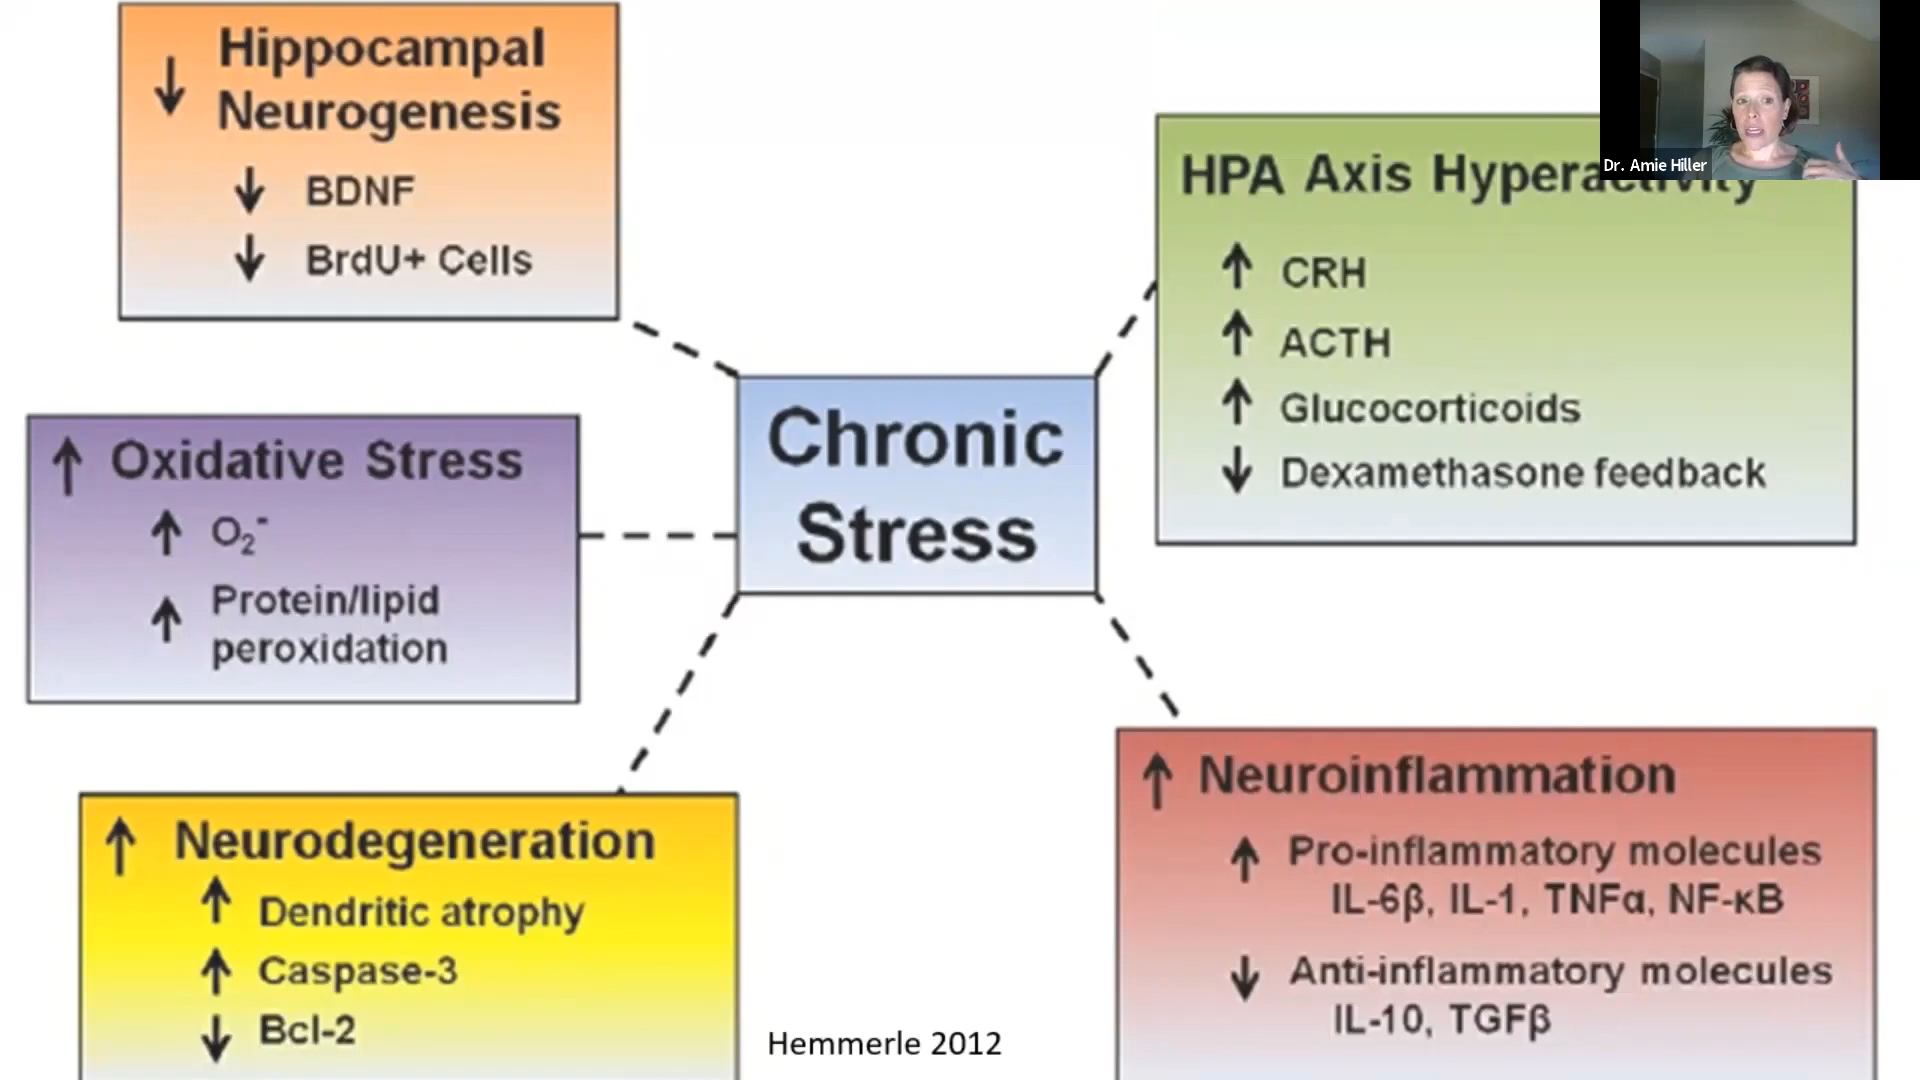 ↓ Hippocampal
Neurogenesis
↓ BDNF
↓ BrdU+ Cells
Dr. Amie Hiller
HPA Axis Hyperactivity
↑ CRH
↑ ACTH
↑ Glucocorticoids
↓ Dexamethasone feedback
Chronic
Stress
↑ Oxidative Stress
↑ O₂⁻
↑ Protein/lipid
peroxidation
↑ Neurodegeneration
↑ Dendritic atrophy
↑ Caspase-3
↓ Bcl-2
Hemmerle 2012
↑ Neuroinflammation
↑ Pro-inflammatory molecules
IL-6β, IL-1, TNFα, NF-κB
↓ Anti-inflammatory molecules
IL-10, TGFβ